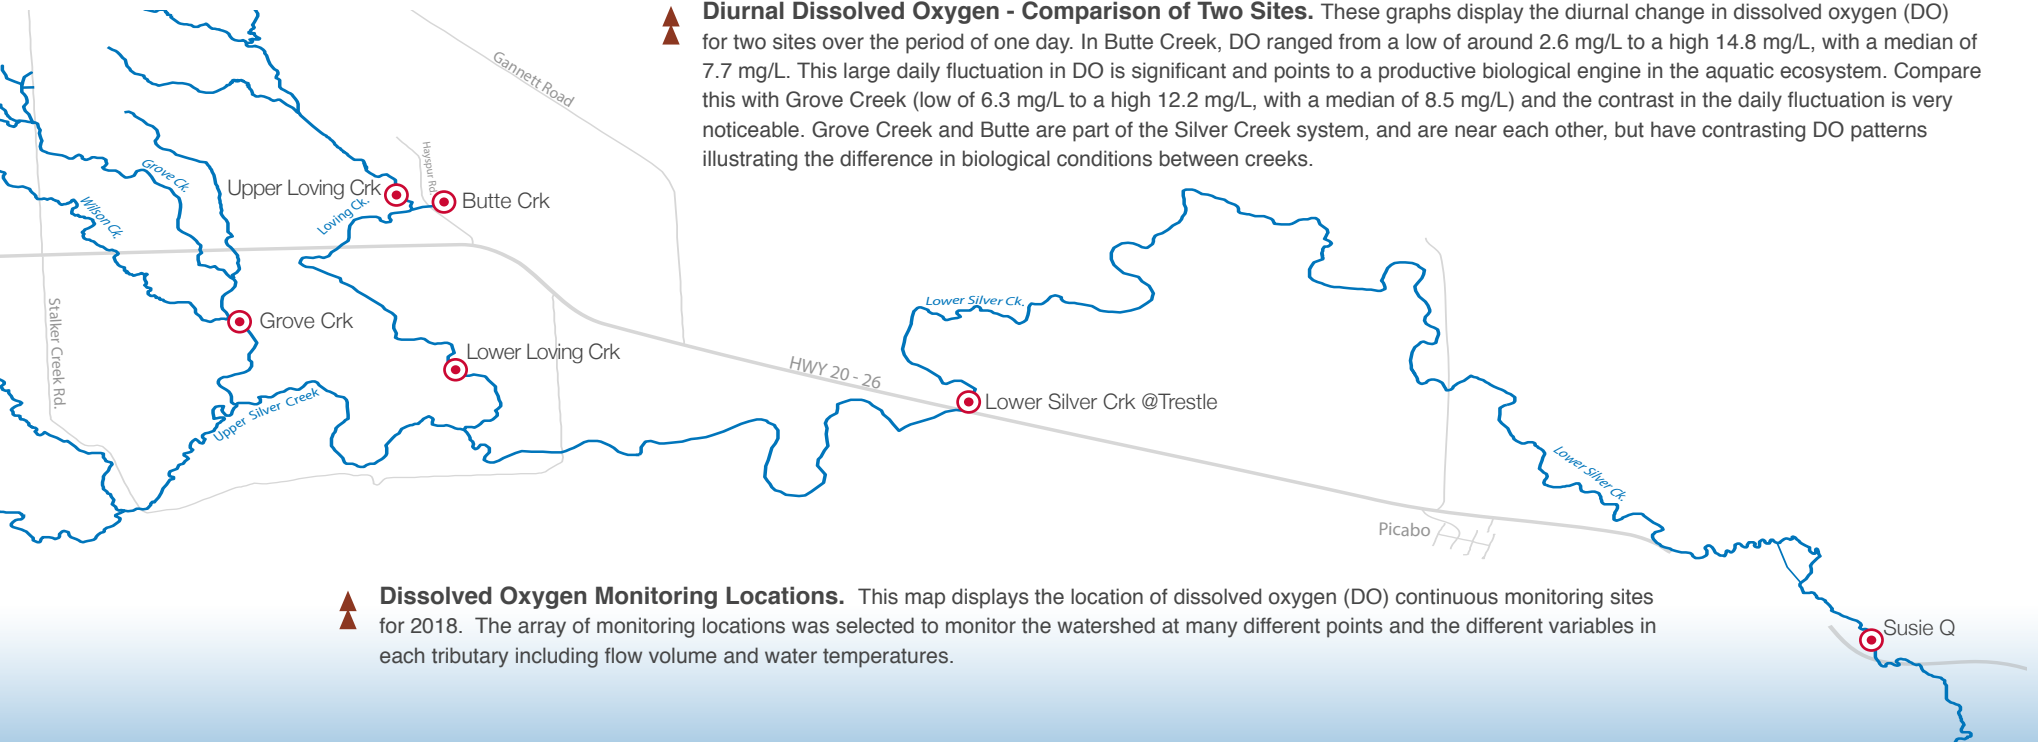 Diurnal Dissolved Oxygen - Comparison of Two Sites. These graphs display the diurnal change in dissolved oxygen (DO)
for two sites over the period of one day. In Butte Creek, DO ranged from a low of around 2.6 mg/L to a high 14.8 mg/L, with a median of
7.7 mg/L. This large daily fluctuation in DO is significant and points to a productive biological engine in the aquatic ecosystem. Compare
this with Grove Creek (low of 6.3 mg/L to a high 12.2 mg/L, with a median of 8.5 mg/L) and the contrast in the daily fluctuation is very
noticeable. Grove Creek and Butte are part of the Silver Creek system, and are near each other, but have contrasting DO patterns
illustrating the difference in biological conditions between creeks.
Gannett Road
Hayspur Rd.
Grove Ck.
Upper Loving Crk
Butte Crk
Wilson Ck.
Loving Ck.
Stalker Creek Rd.
Grove Crk
Lower Silver Ck.
Lower Loving Crk
HWY 20 - 26
Upper Silver Creek
Lower Silver Crk @Trestle
Lower Silver Ck.
Picabo
Dissolved Oxygen Monitoring Locations. This map displays the location of dissolved oxygen (DO) continuous monitoring sites
for 2018. The array of monitoring locations was selected to monitor the watershed at many different points and the different variables in
each tributary including flow volume and water temperatures.
Susie Q